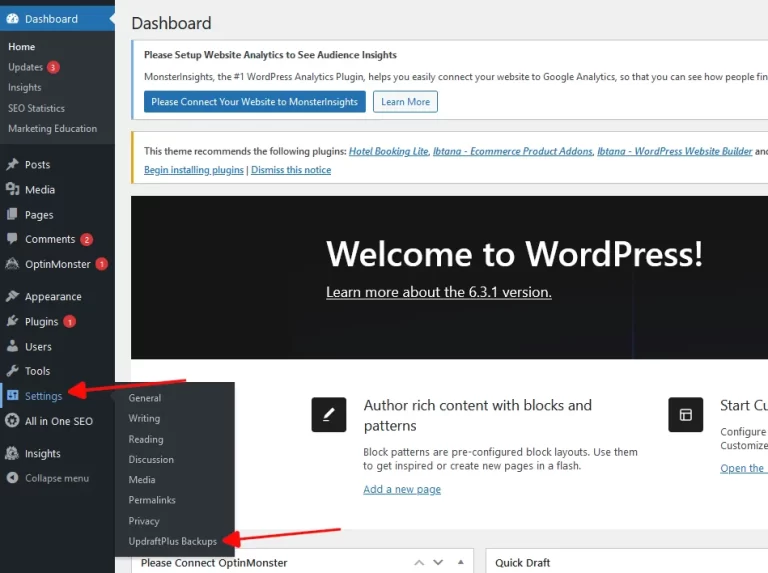 Dashboard
Home
Updates 3
Insights
SEO Statistics
Marketing Education
Posts
Media
Pages
Comments 2
OptinMonster 1
Appearance
Plugins 1
Users
Tools
Settings
All in One SEO
Insights
Collapse menu
General
Writing
Reading
Discussion
Media
Permalinks
Privacy
UpdraftPlus Backups
Dashboard
Please Setup Website Analytics to See Audience Insights
MonsterInsights, the #1 WordPress Analytics Plugin, helps you easily connect your website to Google Analytics, so that you can see how people fin
Please Connect Your Website to MonsterInsights Learn More
This theme recommends the following plugins: Hotel Booking Lite, Ibtana - Ecommerce Product Addons, Ibtana - WordPress Website Builder and
Begin installing plugins | Dismiss this notice
Welcome to WordPress!
Learn more about the 6.3.1 version.
Author rich content with blocks and
patterns
Block patterns are pre-configured block layouts. Use them
to get inspired or create new pages in a flash.
Add a new page
Start Cu
Configure
Customize
Open the
Please Connect OptinMonster
Quick Draft